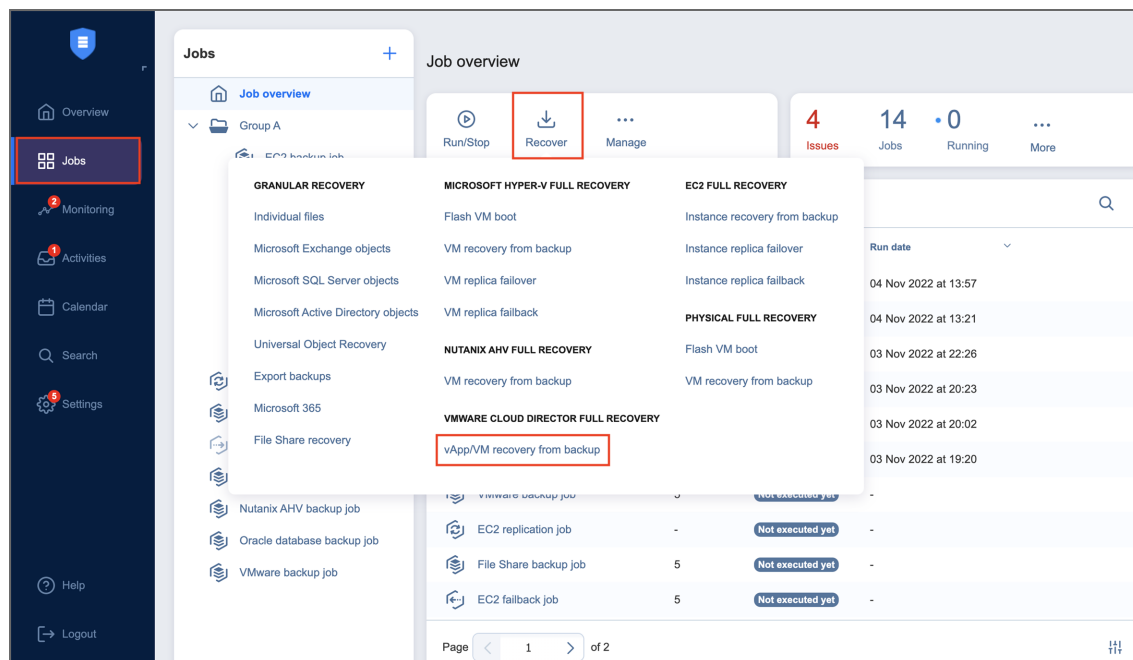 Overview
Jobs
2
Monitoring
1
Activities
Calendar
Search
5
Settings
Help
Logout
Jobs
+
Job overview
Group A
EC2 backup job
Nutanix AHV backup job
Oracle database backup job
VMware backup job
Job overview
Run/Stop
Recover
Manage
4
Issues
14
Jobs
0
Running
More
GRANULAR RECOVERY
Individual files
Microsoft Exchange objects
Microsoft SQL Server objects
Microsoft Active Directory objects
Universal Object Recovery
Export backups
Microsoft 365
File Share recovery
MICROSOFT HYPER-V FULL RECOVERY
Flash VM boot
VM recovery from backup
VM replica failover
VM replica failback
NUTANIX AHV FULL RECOVERY
VM recovery from backup
VMWARE CLOUD DIRECTOR FULL RECOVERY
vApp/VM recovery from backup
EC2 FULL RECOVERY
Instance recovery from backup
Instance replica failover
Instance replica failback
PHYSICAL FULL RECOVERY
Flash VM boot
VM recovery from backup
Run date
04 Nov 2022 at 13:57
04 Nov 2022 at 13:21
03 Nov 2022 at 22:26
03 Nov 2022 at 20:23
03 Nov 2022 at 20:02
03 Nov 2022 at 19:20
VMware backup job 5 Not executed yet -
EC2 replication job - Not executed yet -
File Share backup job 5 Not executed yet -
EC2 failback job 5 Not executed yet -
Page 1 of 2